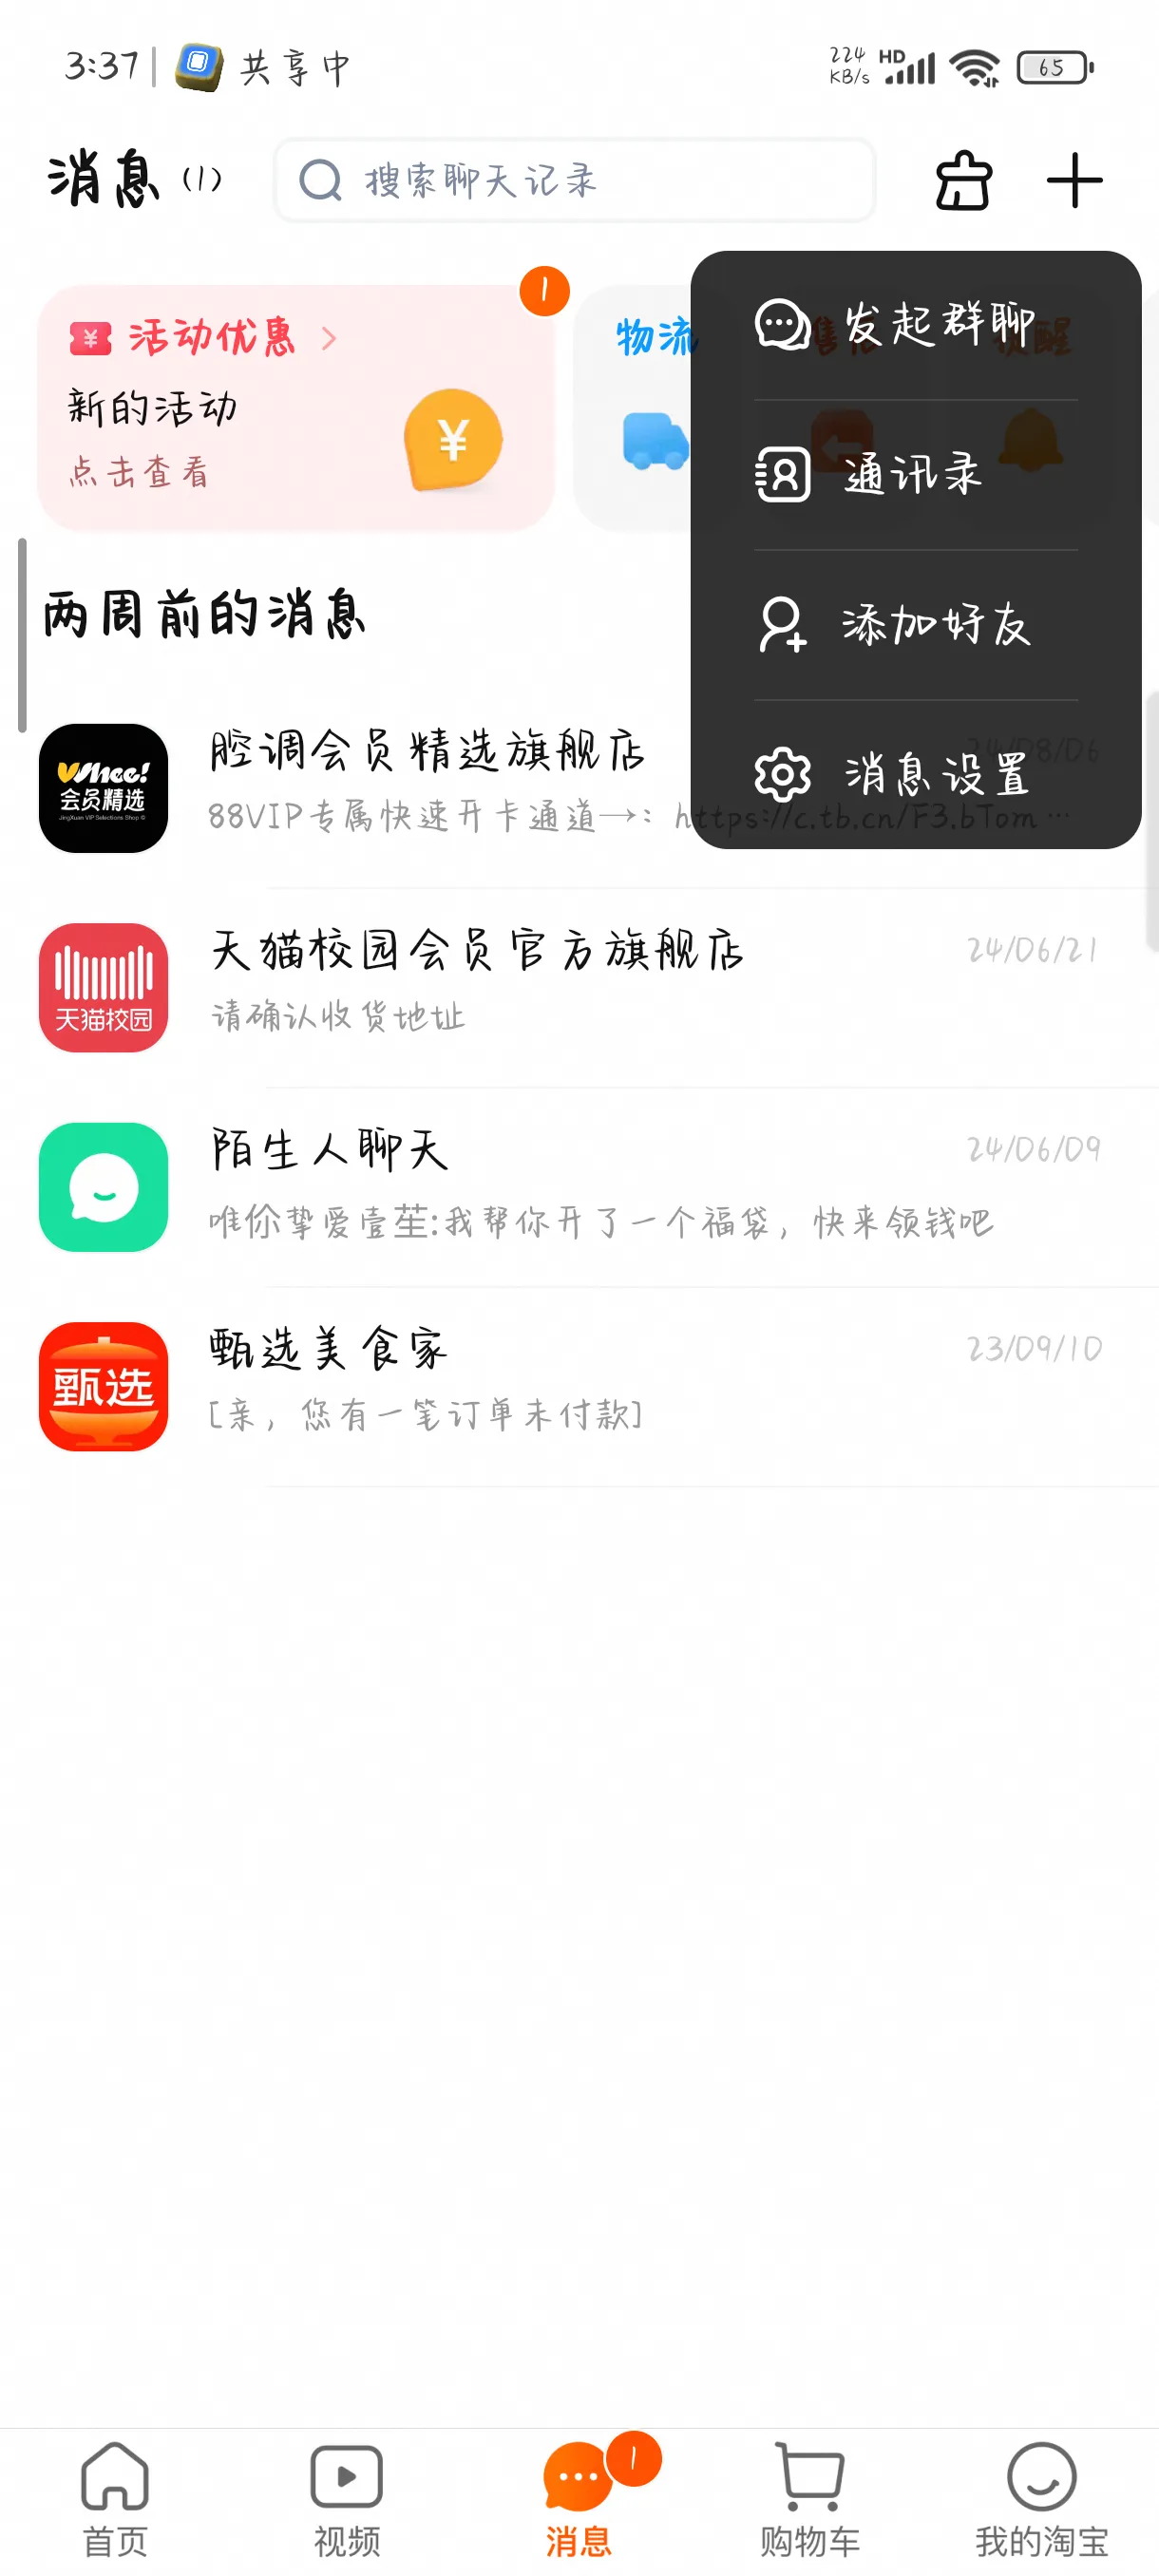 3:37 共享中 224 KB/s HD 65
消息 (1) 搜索聊天记录
1
活动优惠
新的活动
点击查看
物流
发起群聊
通讯录
添加好友
消息设置
两周前的消息
Whee!
会员精选
腔调会员精选旗舰店 24/08/06
88VIP专属快速开卡通道→: https://c.tb.cn/F3.bTom...
天猫校园
天猫校园会员官方旗舰店 24/06/21
请确认收货地址
陌生人聊天 24/06/09
唯伱挚爱壹苼:我帮你开了一个福袋，快来领钱吧
甄选
甄选美食家 23/09/10
[亲，您有一笔订单未付款]
1
首页 视频 消息 购物车 我的淘宝